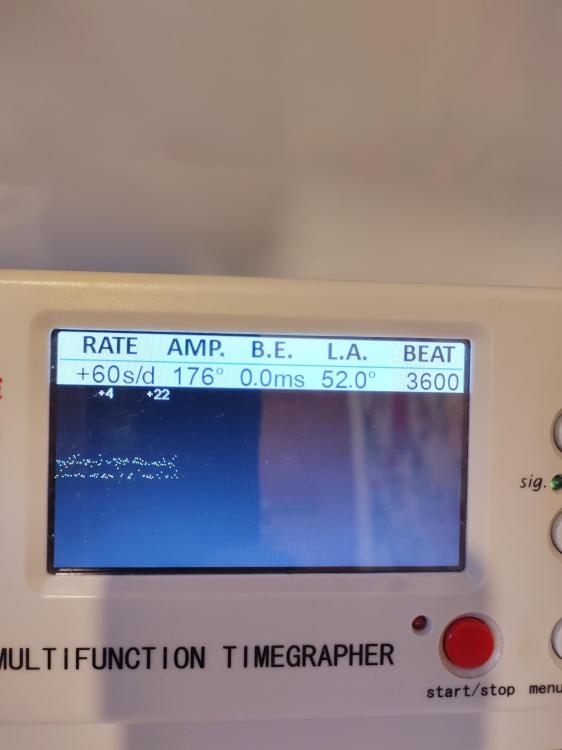 RATE AMP. B.E. L.A. BEAT
+60s/d 176° 0.0ms 52.0° 3600
+4 +22
sig.
MULTIFUNCTION TIMEGRAPHER
start/stop menu